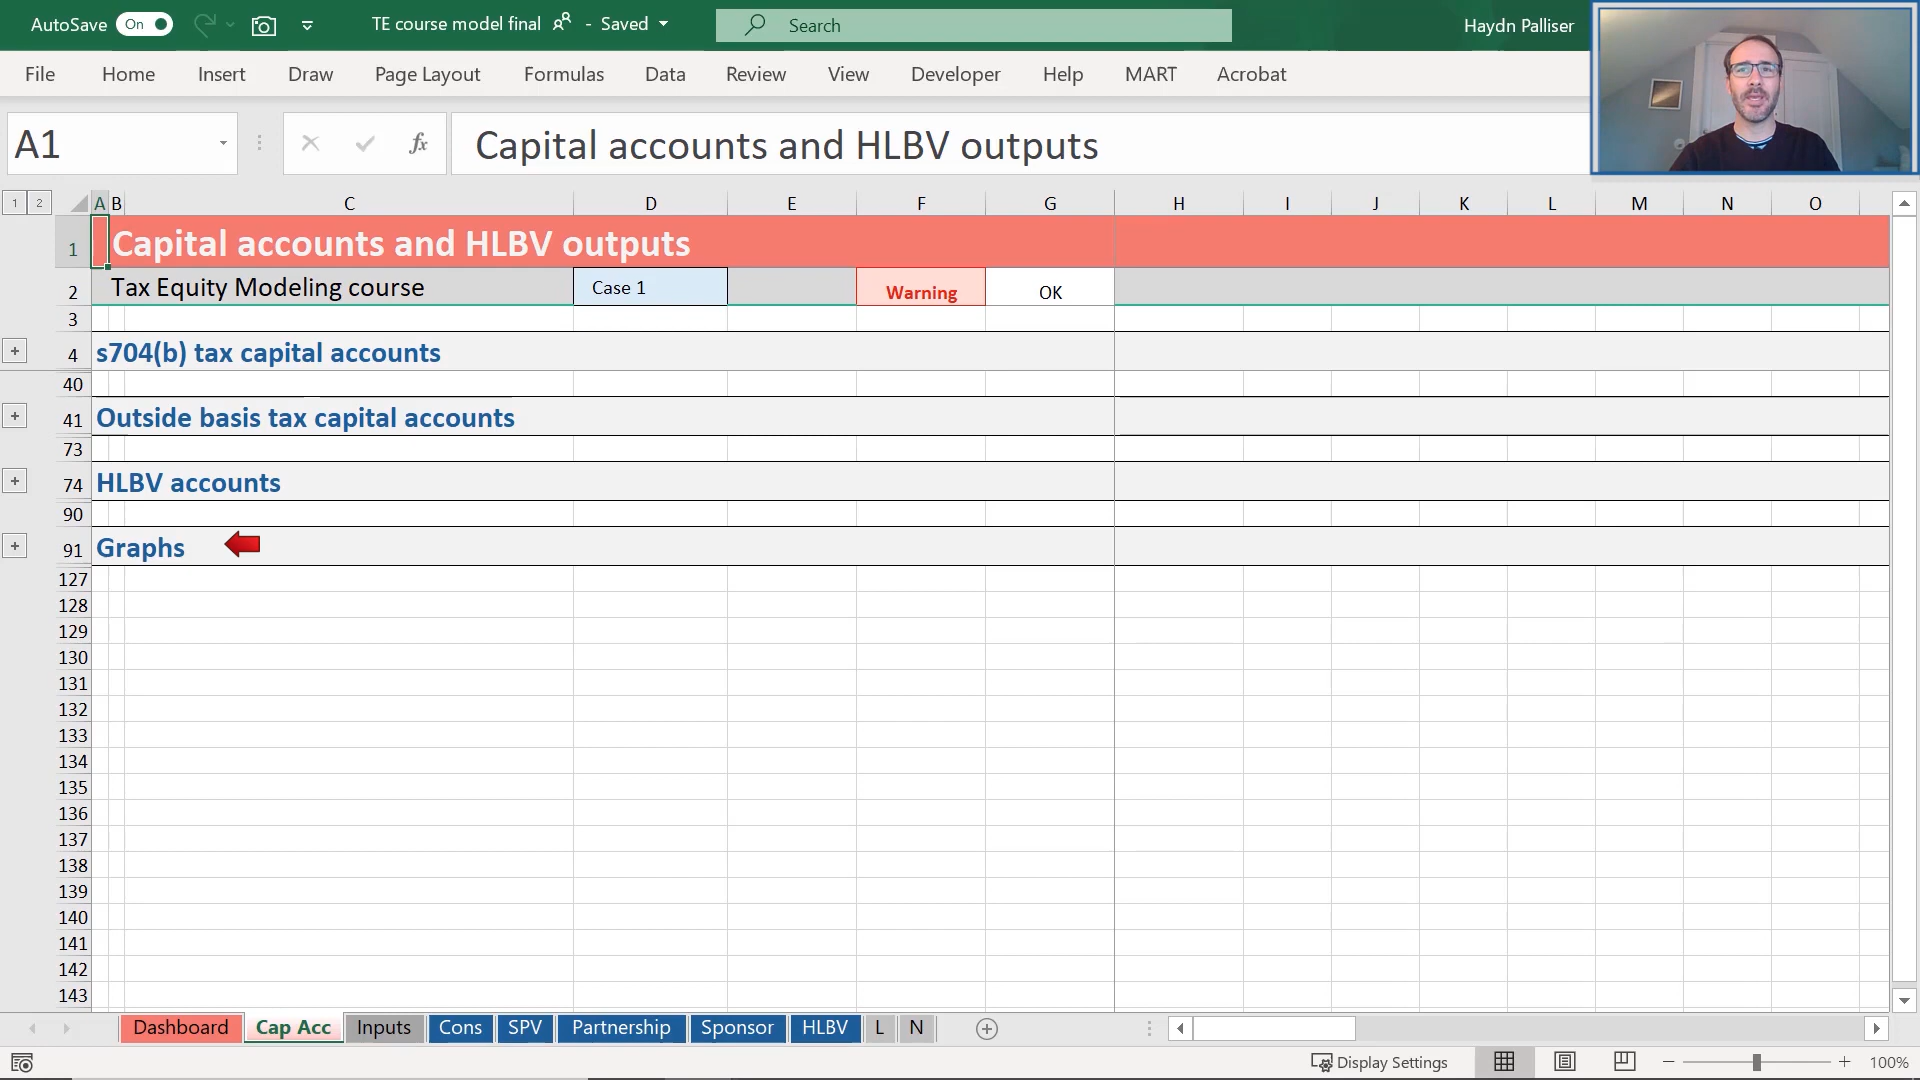 AutoSave On TE course model final - Saved Search Haydn Palliser
File Home Insert Draw Page Layout Formulas Data Review View Developer Help MART Acrobat
A1 fx Capital accounts and HLBV outputs
1 2 A B C D E F G H I J K L M N O
1 Capital accounts and HLBV outputs
2 Tax Equity Modeling course Case 1 Warning OK
3
+ 4 s704(b) tax capital accounts
40
+ 41 Outside basis tax capital accounts
73
+ 74 HLBV accounts
90
+ 91 Graphs
127
128
129
130
131
132
133
134
135
136
137
138
139
140
141
142
143
Dashboard Cap Acc Inputs Cons SPV Partnership Sponsor HLBV L N
Display Settings 100%